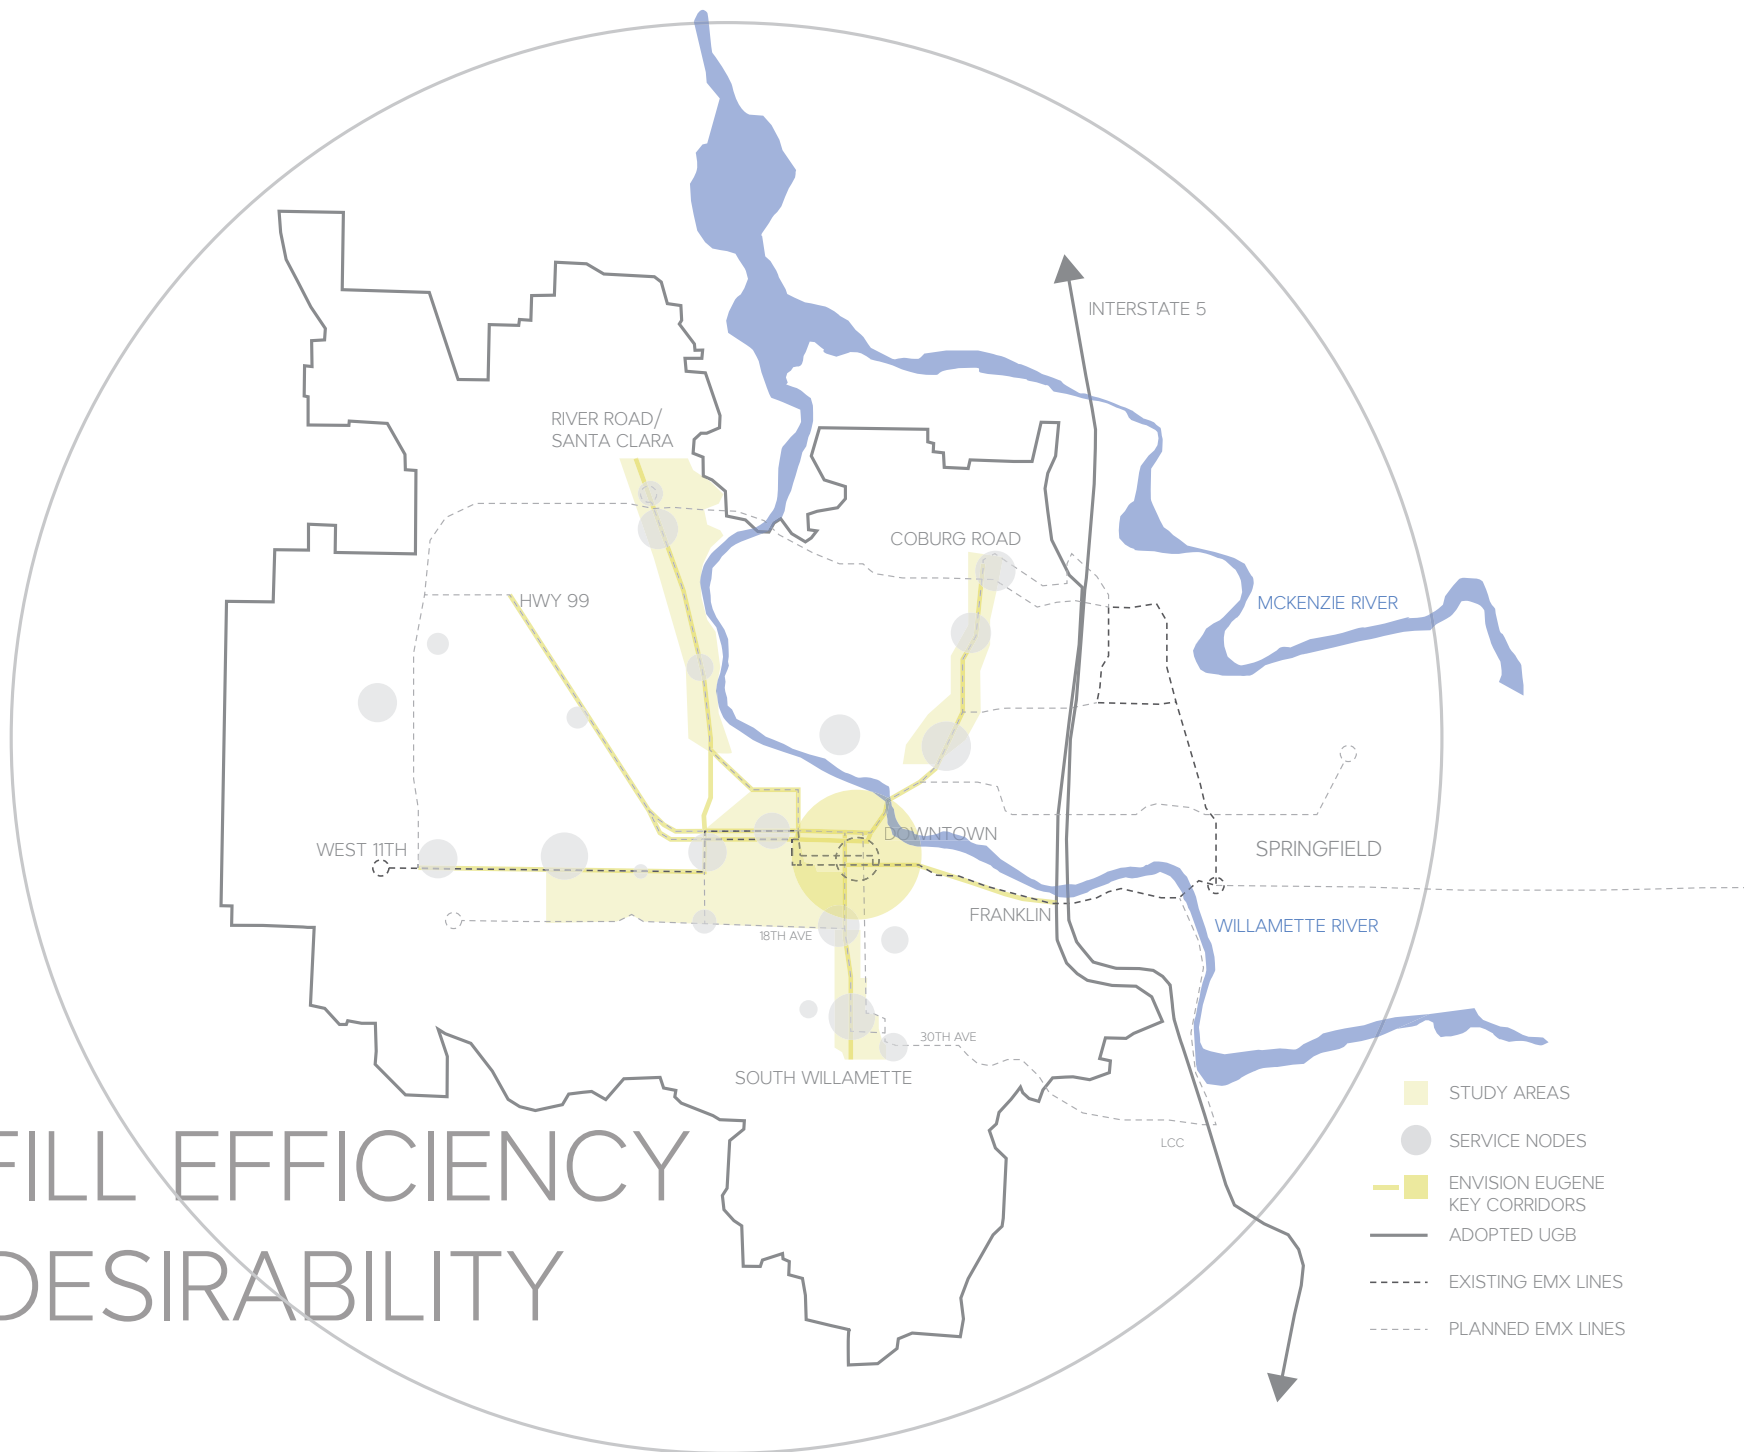 INTERSTATE 5
RIVER ROAD/
SANTA CLARA
COBURG ROAD
HWY 99
MCKENZIE RIVER
DOWNTOWN
WEST 11TH
SPRINGFIELD
FRANKLIN
WILLAMETTE RIVER
18TH AVE
30TH AVE
SOUTH WILLAMETTE
LCC
FILL EFFICIENCY
DESIRABILITY
STUDY AREAS
SERVICE NODES
ENVISION EUGENE
KEY CORRIDORS
ADOPTED UGB
EXISTING EMX LINES
PLANNED EMX LINES